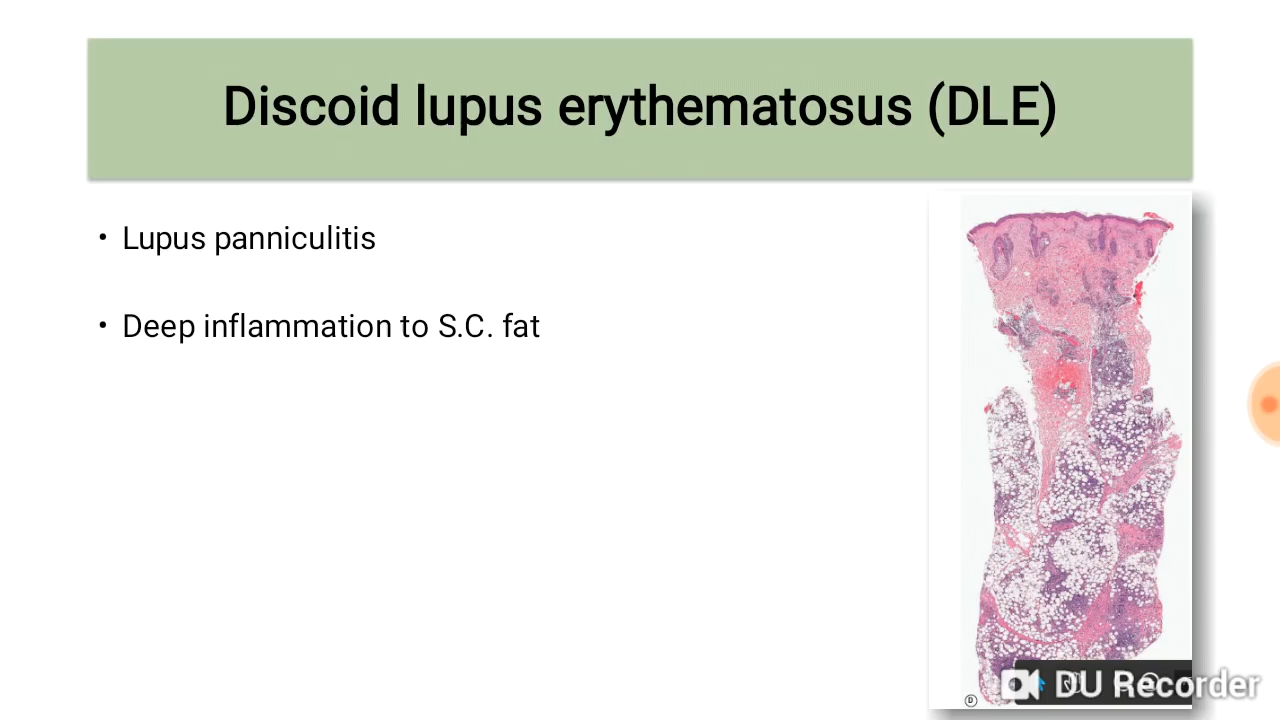 Discoid lupus erythematosus (DLE)
• Lupus panniculitis
• Deep inflammation to S.C. fat
D
DU Recorder